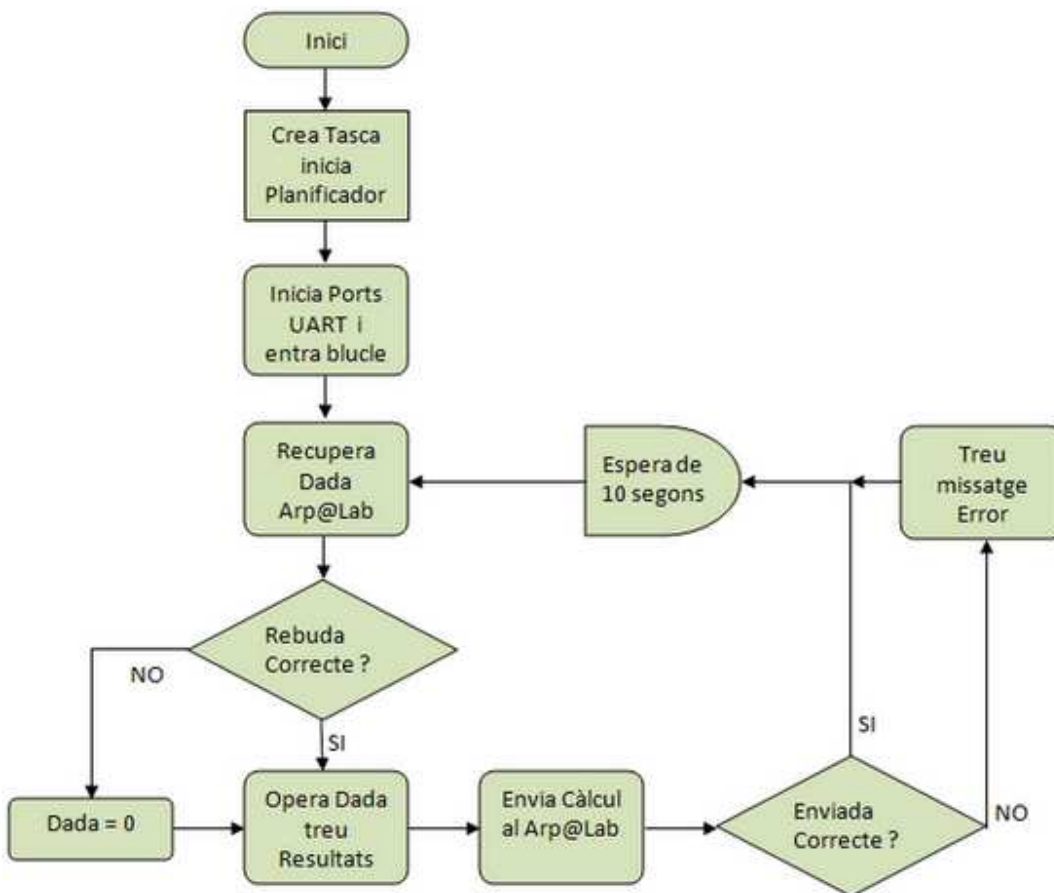 Inici
Crea Tasca
inicia
Planificador
Inicia Ports
UART i
entra blucle
Recupera
Dada
Arp@Lab
Espera de
10 segons
Treu
missatge
Error
Rebuda
Correcte ?
NO
SI
SI
Dada = 0
Opera Dada
treu
Resultats
Envia Càlcul
al Arp@Lab
Enviada
Correcte ?
NO